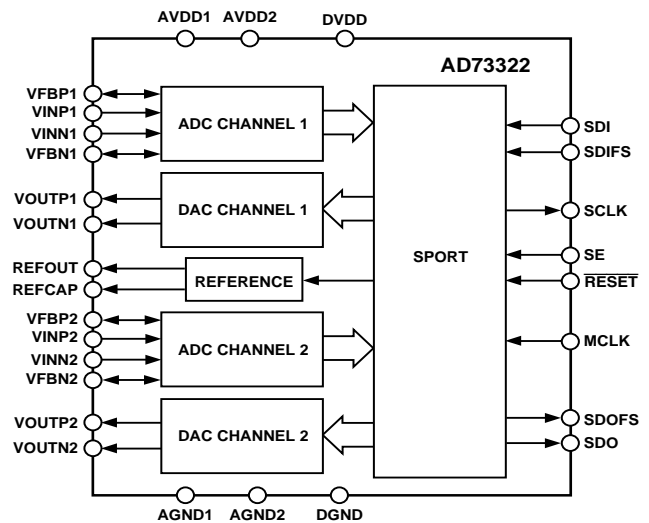 AVDD1 AVDD2 DVDD
AD73322
VFBP1
VINP1
VINN1
VFBN1
ADC CHANNEL 1
VOUTP1
VOUTN1
DAC CHANNEL 1
REFOUT
REFCAP
REFERENCE
VFBP2
VINP2
VINN2
VFBN2
ADC CHANNEL 2
VOUTP2
VOUTN2
DAC CHANNEL 2
SPORT
SDI
SDIFS
SCLK
SE
RESET
MCLK
SDOFS
SDO
AGND1 AGND2 DGND